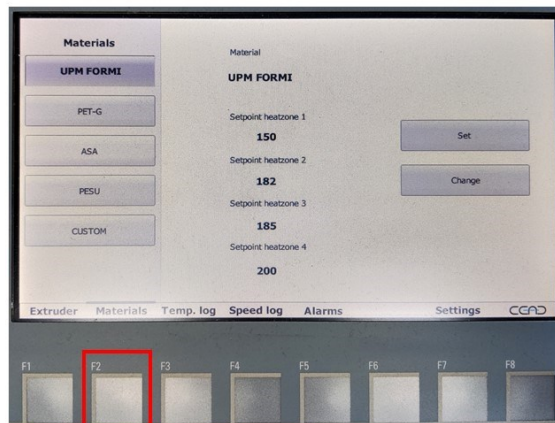 Materials
UPM FORMI
PET-G
ASA
PESU
CUSTOM
Material
UPM FORMI
Setpoint heatzone 1
150
Setpoint heatzone 2
182
Setpoint heatzone 3
185
Setpoint heatzone 4
200
Set
Change
Extruder Materials Temp. log Speed log Alarms Settings CEAD
F1 F2 F3 F4 F5 F6 F7 F8